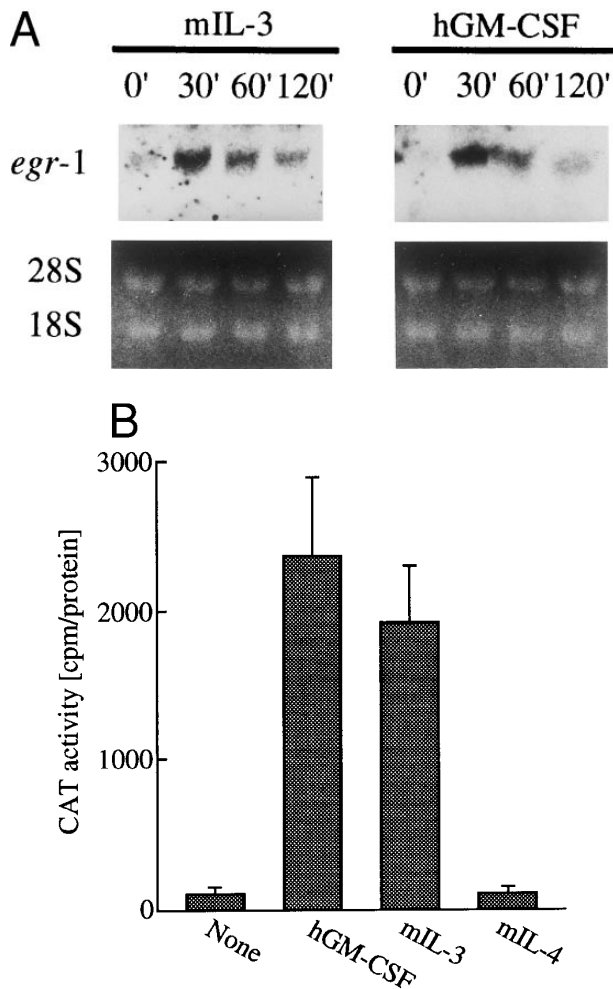 A
mIL-3 hGM-CSF
0' 30' 60' 120' 0' 30' 60' 120'
egr-1
28S
18S
B
3000
2000
1000
0
CAT activity [cpm/protein]
None hGM-CSF mIL-3 mIL-4